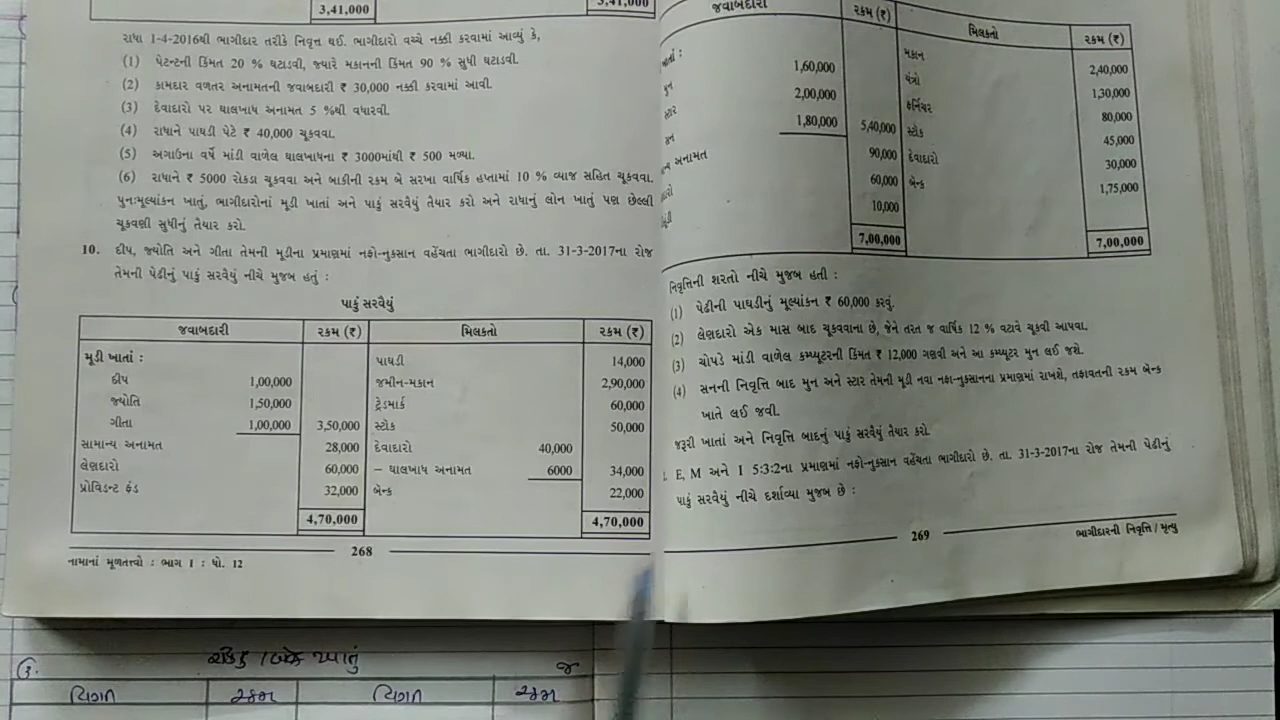 3,41,000
3,41,000
રાધા 1-4-2016થી ભાગીદાર તરીકે નિવૃત્ત થઈ. ભાગીદારો વચ્ચે નક્કી કરવામાં આવ્યું કે,
(1) પેટન્ટની કિંમત 20 % ઘટાડવી, જ્યારે મકાનની કિંમત 90 % સુધી ઘટાડવી.
(2) કામદાર વળતર અનામતની જવાબદારી ₹ 30,000 નક્કી કરવામાં આવી.
(3) દેવાદારો પર ઘાલખાધ અનામત 5 %થી વધારવી.
(4) રાધાને પાઘડી પેટે ₹ 40,000 ચૂકવવા.
(5) અગાઉના વર્ષે માંડી વાળેલ ઘાલખાધના ₹ 3000માંથી ₹ 500 મળ્યા.
(6) રાધાને ₹ 5000 રોકડા ચૂકવવા અને બાકીની રકમ બે સરખા વાર્ષિક હપ્તામાં 10 % વ્યાજ સહિત ચૂકવવા.
પુનઃમૂલ્યાંકન ખાતું, ભાગીદારોનાં મૂડી ખાતાં અને પાકું સરવૈયું તૈયાર કરો અને રાધાનું લોન ખાતું પણ છેલ્લી
ચૂકવણી સુધીનું તૈયાર કરો.
10. દીપ, જ્યોતિ અને ગીતા તેમની મૂડીના પ્રમાણમાં નફો-નુકસાન વહેંચતા ભાગીદારો છે. તા. 31-3-2017ના રોજ
તેમની પેઢીનું પાકું સરવૈયું નીચે મુજબ હતું :
પાકું સરવૈયું
જવાબદારી રકમ (₹) મિલકતો રકમ (₹)
મૂડી ખાતાં : પાઘડી 14,000
દીપ 1,00,000 જમીન-મકાન 2,90,000
જ્યોતિ 1,50,000 ટ્રેડમાર્ક 60,000
ગીતા 1,00,000 3,50,000 સ્ટોક 50,000
સામાન્ય અનામત 28,000 દેવાદારો 40,000
લેણદારો 60,000 – ઘાલખાધ અનામત 6000 34,000
પ્રોવિડન્ટ ફંડ 32,000 બૅન્ક 22,000
4,70,000 4,70,000
268
નામાનાં મૂળતત્ત્વો : ભાગ I : ધો. 12
જવાબદારી રકમ (₹) મિલકતો રકમ (₹)
મકાન 2,40,000
1,60,000 યંત્રો 1,30,000
2,00,000 ફર્નિચર 80,000
1,80,000 5,40,000 સ્ટોક 45,000
અનામત 90,000 દેવાદારો 30,000
60,000 બૅન્ક 1,75,000
10,000
7,00,000 7,00,000
નિવૃત્તિની શરતો નીચે મુજબ હતી :
(1) પેઢીની પાઘડીનું મૂલ્યાંકન ₹ 60,000 કરવું.
(2) લેણદારો એક માસ બાદ ચૂકવવાના છે, જેને તરત જ વાર્ષિક 12 % વટાવે ચૂકવી આપવા.
(3) ચોપડે માંડી વાળેલ કમ્પ્યૂટરની કિંમત ₹ 12,000 ગણવી અને આ કમ્પ્યૂટર મુન લઈ જશે.
(4) સનની નિવૃત્તિ બાદ મુન અને સ્ટાર તેમની મૂડી નવા નફા-નુકસાનના પ્રમાણમાં રાખશે, તફાવતની રકમ બૅન્ક
ખાતે લઈ જવી.
જરૂરી ખાતાં અને નિવૃત્તિ બાદનું પાકું સરવૈયું તૈયાર કરો.
E, M અને I 5:3:2ના પ્રમાણમાં નફો-નુકસાન વહેંચતા ભાગીદારો છે. તા. 31-3-2017ના રોજ તેમની પેઢીનું
પાકું સરવૈયું નીચે દર્શાવ્યા મુજબ છે :
269
ભાગીદારની નિવૃત્તિ / મૃત્યુ
ઉ. રોકડ / બેંક ખાતું જ
વિગત રકમ વિગત રકમ